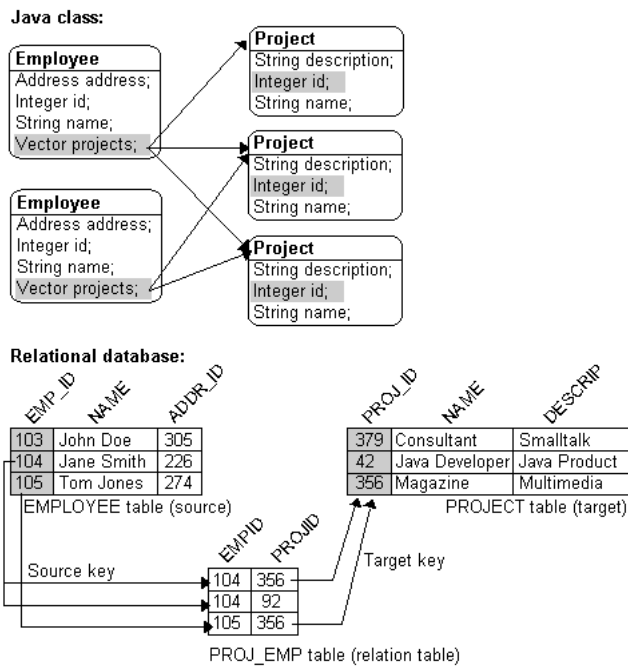 Java class:
Employee
Address address;
Integer id;
String name;
Vector projects;
Employee
Address address;
Integer id;
String name;
Vector projects;
Project
String description;
Integer id;
String name;
Project
String description;
Integer id;
String name;
Project
String description;
Integer id;
String name;
Relational database:
EMP_ID NAME ADDR_ID
103 John Doe 305
104 Jane Smith 226
105 Tom Jones 274
EMPLOYEE table (source)
PROJ_ID NAME DESCRIP
379 Consultant Smalltalk
42 Java Developer Java Product
356 Magazine Multimedia
PROJECT table (target)
Source key
Target key
EMPID PROJID
104 356
104 92
105 356
PROJ_EMP table (relation table)